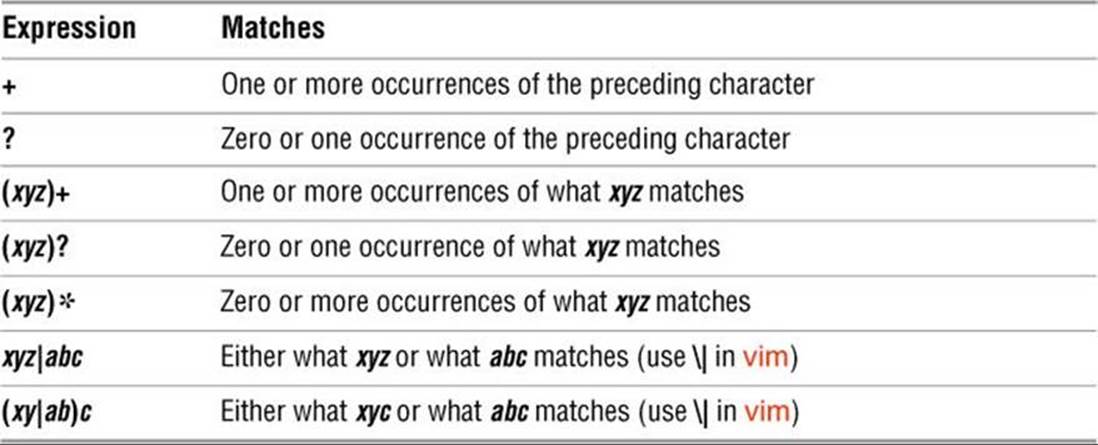 Expression Matches
+ One or more occurrences of the preceding character
? Zero or one occurrence of the preceding character
(xyz)+ One or more occurrences of what xyz matches
(xyz)? Zero or one occurrence of what xyz matches
(xyz)* Zero or more occurrences of what xyz matches
xyz|abc Either what xyz or what abc matches (use \| in vim)
(xy|ab)c Either what xyc or what abc matches (use \| in vim)